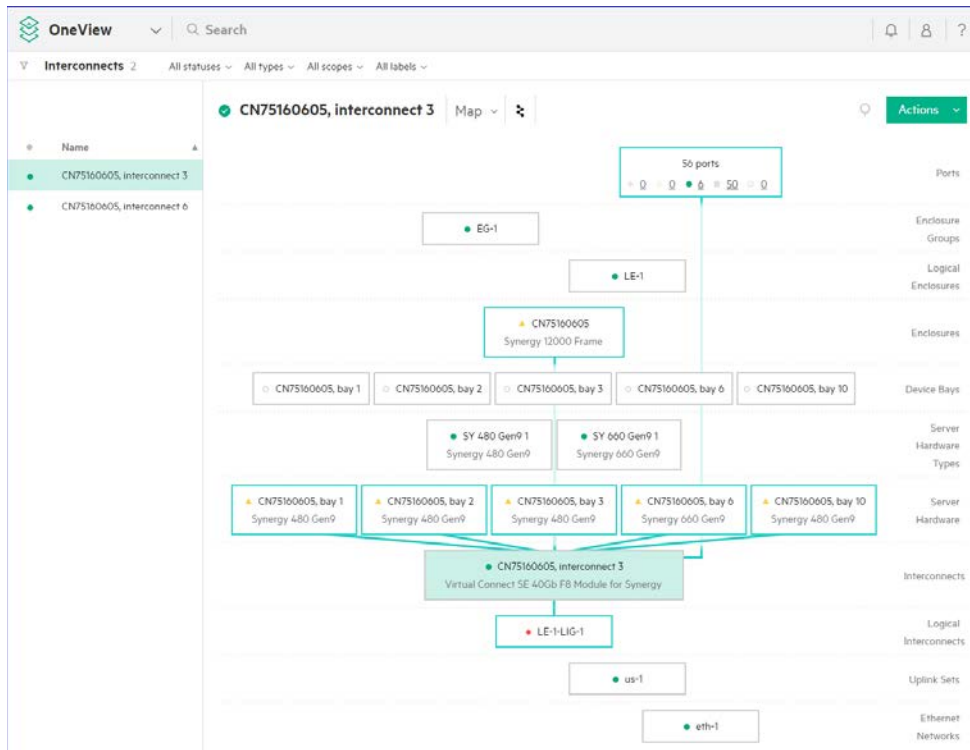 OneView
Search
?
Interconnects 2
All statuses
All types
All scopes
All labels
CN75160605, interconnect 3
Map
Actions
Name
CN75160605, interconnect 3
CN75160605, interconnect 6
56 ports
0 0 6 50 0
Ports
EG-1
Enclosure
Groups
LE-1
Logical
Enclosures
CN75160605
Synergy 12000 Frame
Enclosures
CN75160605, bay 1
CN75160605, bay 2
CN75160605, bay 3
CN75160605, bay 6
CN75160605, bay 10
Device Bays
SY 480 Gen9 1
Synergy 480 Gen9
SY 660 Gen9 1
Synergy 660 Gen9
Server
Hardware
Types
CN75160605, bay 1
Synergy 480 Gen9
CN75160605, bay 2
Synergy 480 Gen9
CN75160605, bay 3
Synergy 480 Gen9
CN75160605, bay 6
Synergy 660 Gen9
CN75160605, bay 10
Synergy 480 Gen9
Server
Hardware
CN75160605, interconnect 3
Virtual Connect SE 40Gb F8 Module for Synergy
Interconnects
LE-1-LIG-1
Logical
Interconnects
us-1
Uplink Sets
eth-1
Ethernet
Networks